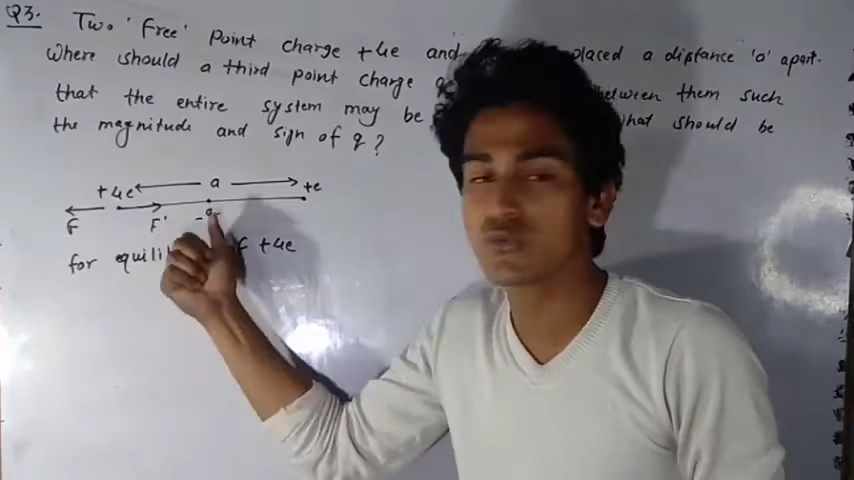 Q3. Two 'free' point charge +4e and placed a distance 'a' apart.
Where should a third point charge between them such
that the entire system may be that should be
the magnitude and sign of q?
+4e a +e
F F' -q
for equili f +4e